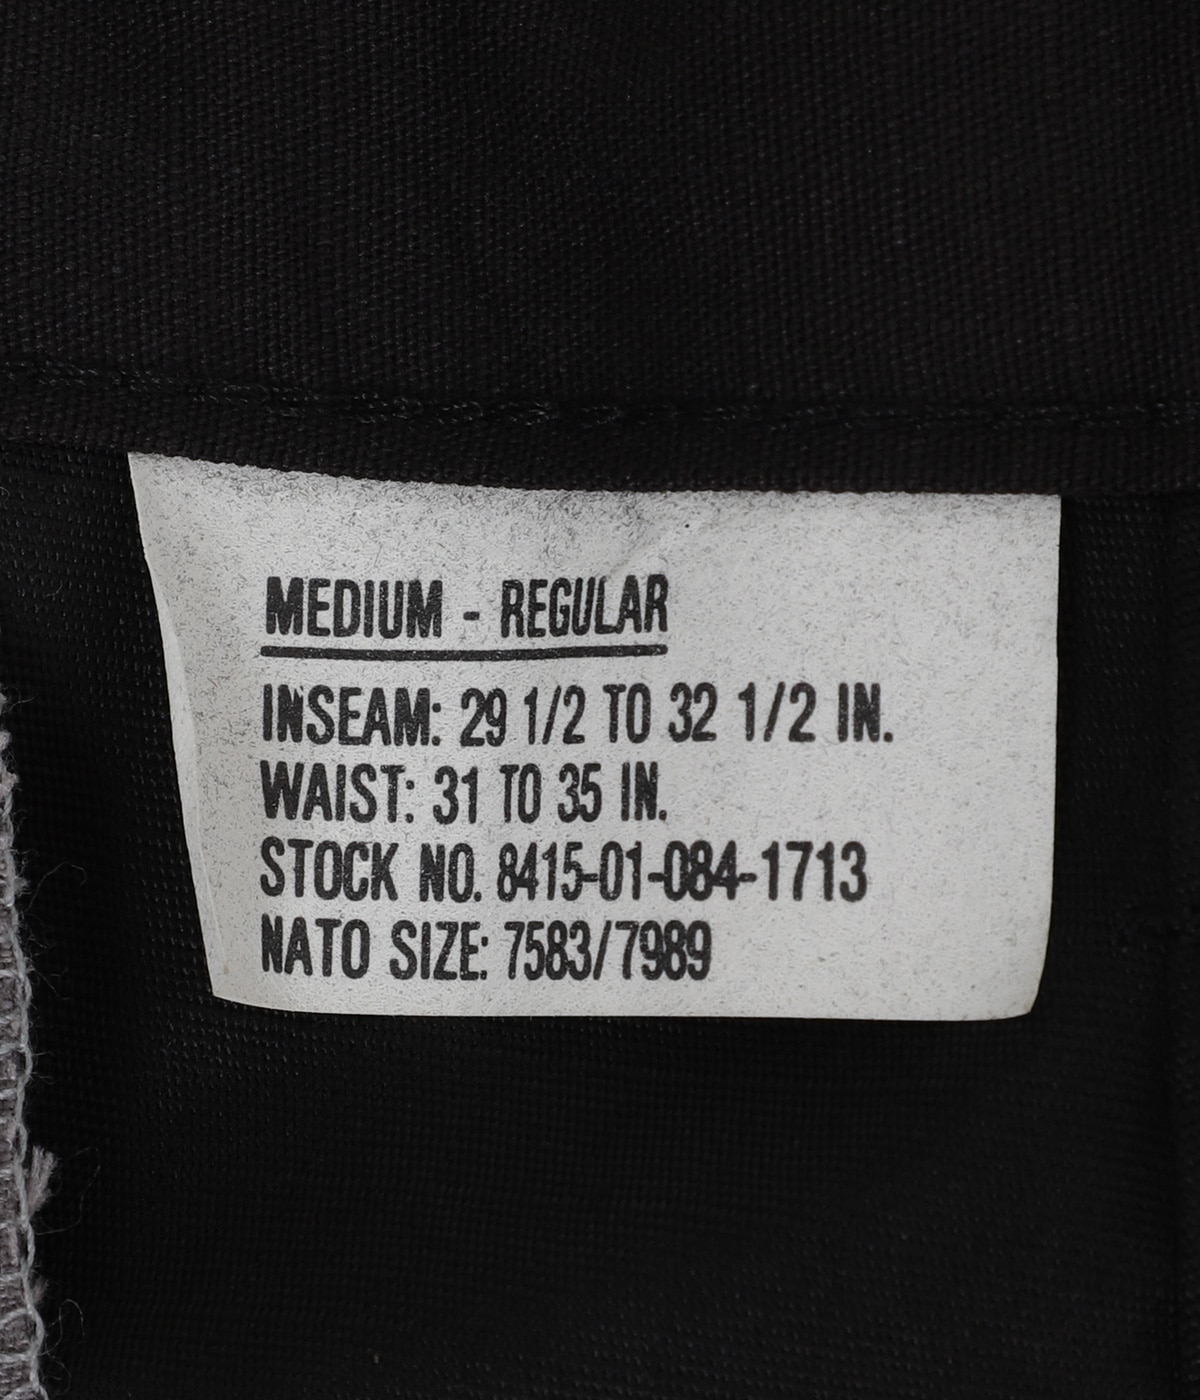 MEDIUM - REGULAR
INSEAM: 29 1/2 TO 32 1/2 IN.
WAIST: 31 TO 35 IN.
STOCK NO. 8415-01-084-1713
NATO SIZE: 7583/7989